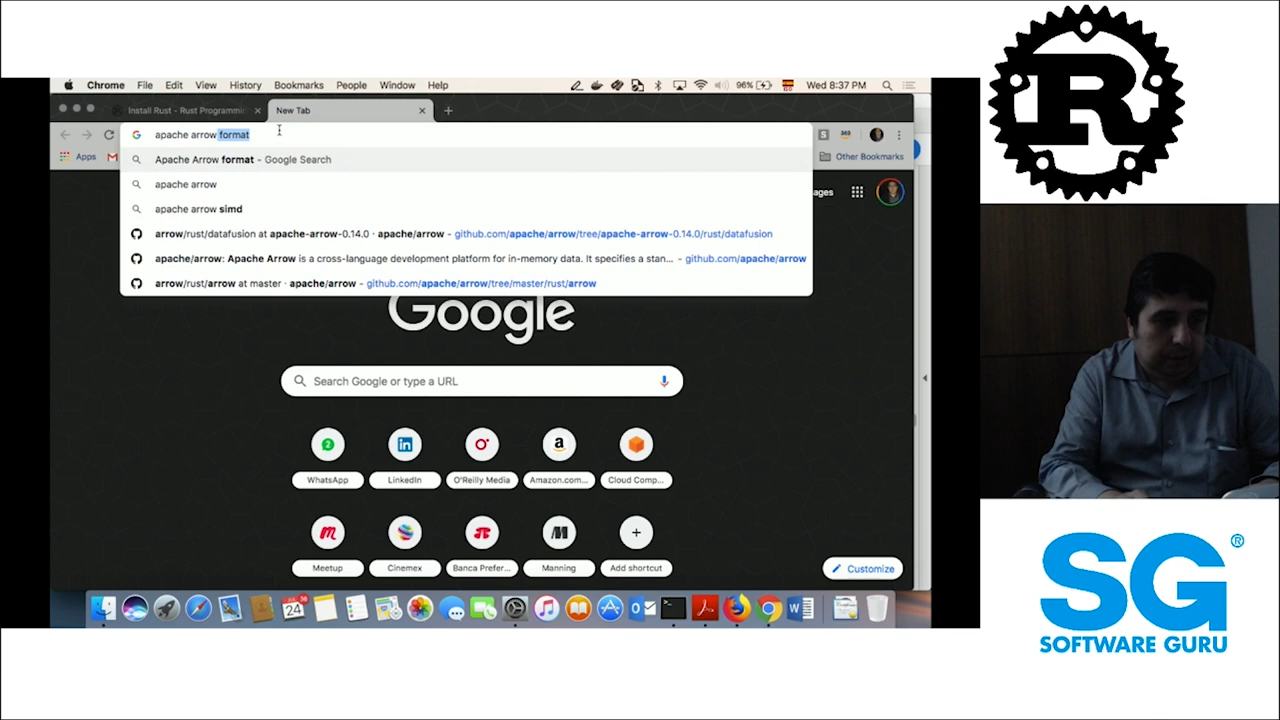 Chrome File Edit View History Bookmarks People Window Help 96% Wed 8:37 PM
Install Rust - Rust Programmi
New Tab
apache arrow format
Apps
Other Bookmarks
Apache Arrow format - Google Search
apache arrow
apache arrow simd
arrow/rust/datafusion at apache-arrow-0.14.0 · apache/arrow - github.com/apache/arrow/tree/apache-arrow-0.14.0/rust/datafusion
apache/arrow: Apache Arrow is a cross-language development platform for in-memory data. It specifies a stan... - github.com/apache/arrow
arrow/rust/arrow at master · apache/arrow - github.com/apache/arrow/tree/master/rust/arrow
ages
Google
Search Google or type a URL
WhatsApp LinkedIn O'Reilly Media Amazon.com... Cloud Comp...
Meetup Cinemex Banca Prefer... Manning Add shortcut
Customize
24
R
SG®
SOFTWARE GURU